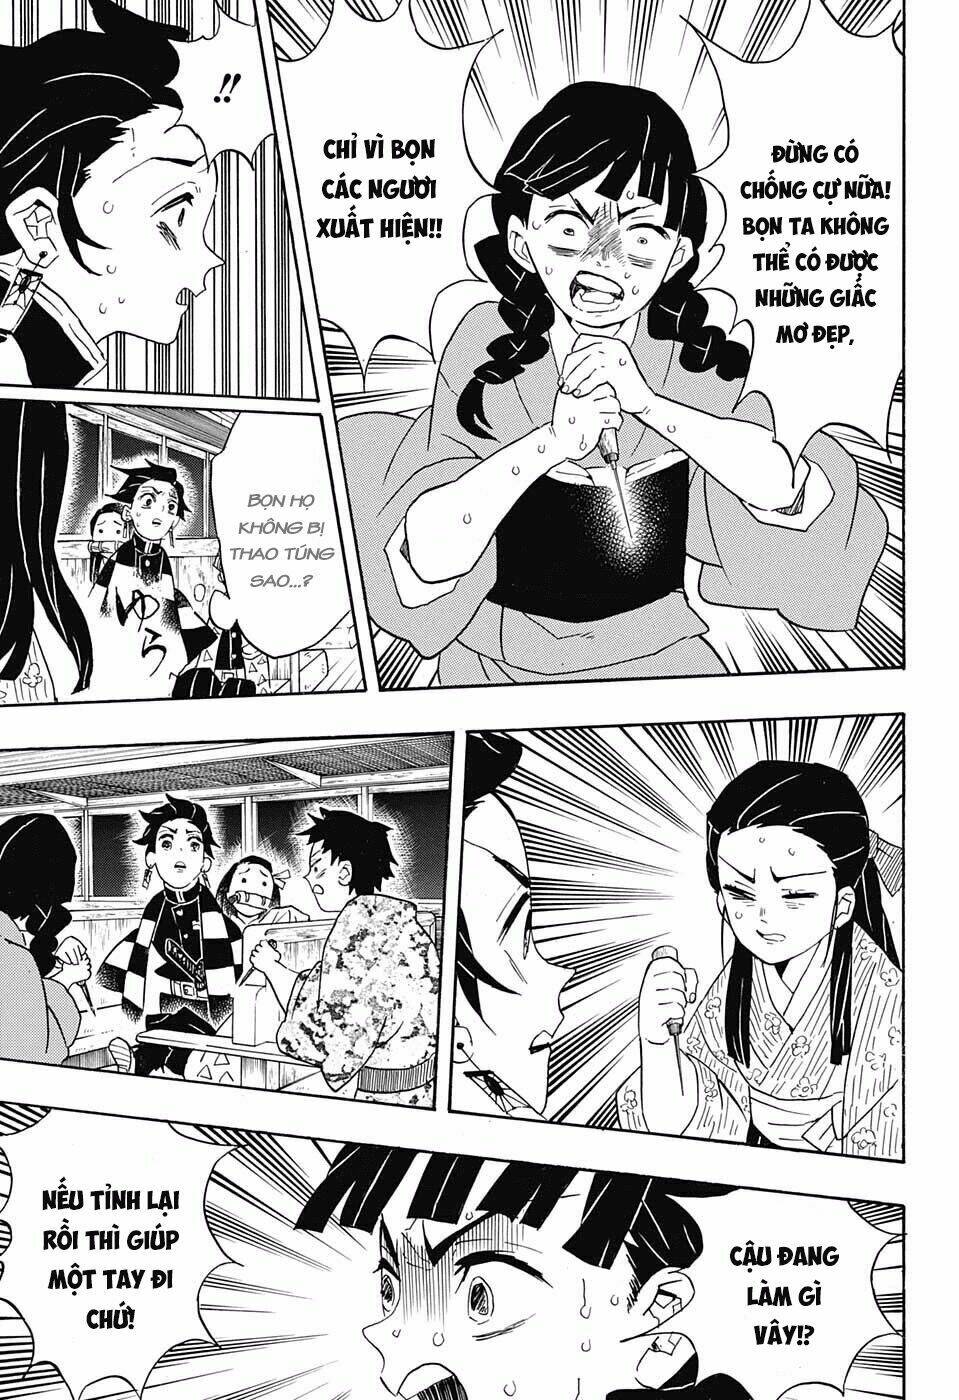 ĐỪNG CÓ
CHỐNG CỰ NỮA!
BỌN TA KHÔNG
THỂ CÓ ĐƯỢC
NHỮNG GIẤC
MƠ ĐẸP,
CHỈ VÌ BỌN
CÁC NGƯƠI
XUẤT HIỆN!!
!!
BỌN HỌ
KHÔNG BỊ
THAO TÚNG
SAO...?
ゆら
CẬU ĐANG
LÀM GÌ
VÂY!?
NẾU TỈNH LẠI
RỒI THÌ GIÚP
MỘT TAY ĐI
CHỨ!